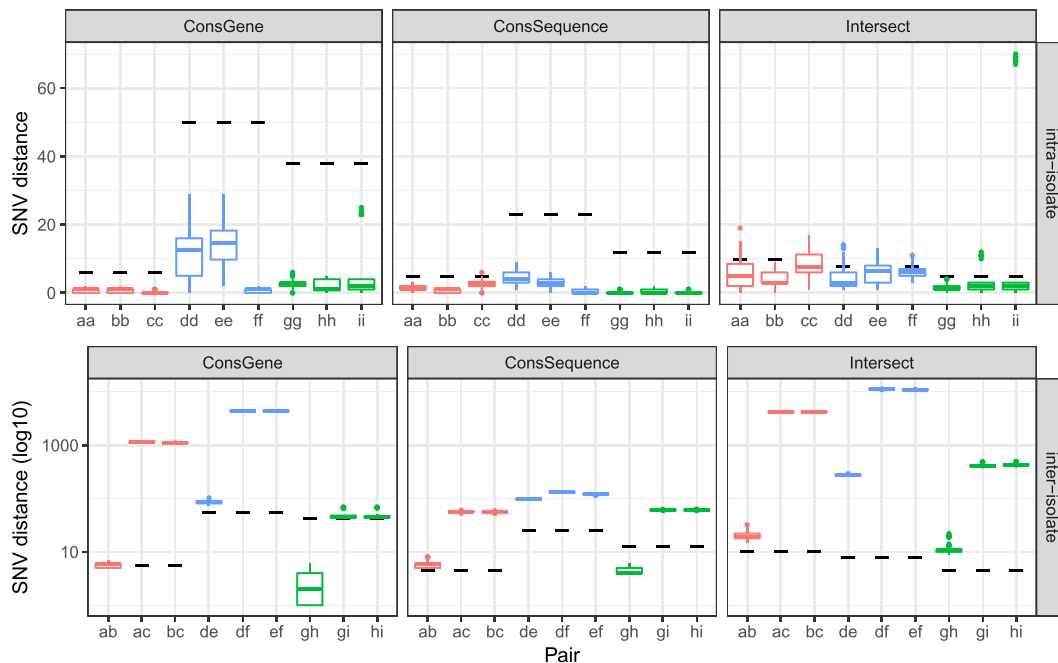 ConsGene ConsSequence Intersect
SNV distance
60
40
20
0
intra-isolate
aa bb cc dd ee ff gg hh ii aa bb cc dd ee ff gg hh ii aa bb cc dd ee ff gg hh ii
ConsGene ConsSequence Intersect
SNV distance (log10)
1000
10
inter-isolate
ab ac bc de df ef gh gi hi ab ac bc de df ef gh gi hi ab ac bc de df ef gh gi hi
Pair